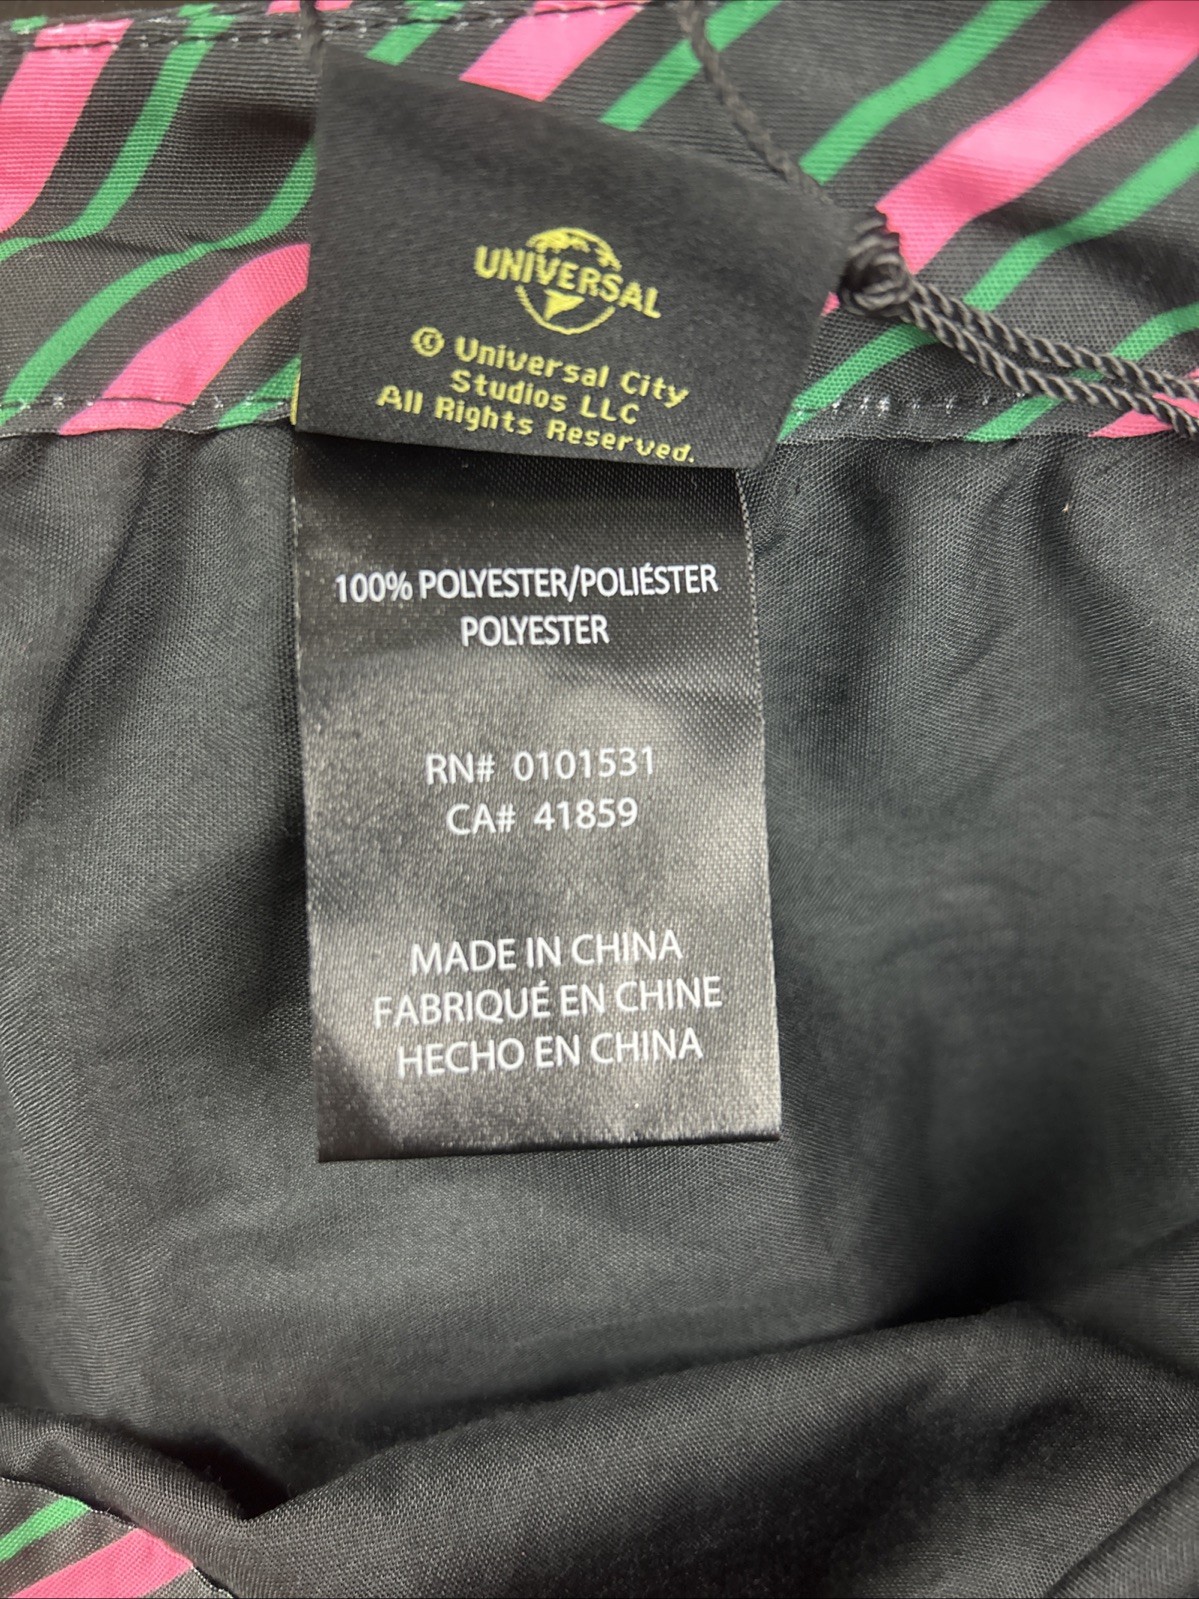 UNIVERSAL
© Universal City
Studios LLC
All Rights Reserved.
100% POLYESTER/POLIÉSTER
POLYESTER
RN# 0101531
CA# 41859
MADE IN CHINA
FABRIQUÉ EN CHINE
HECHO EN CHINA